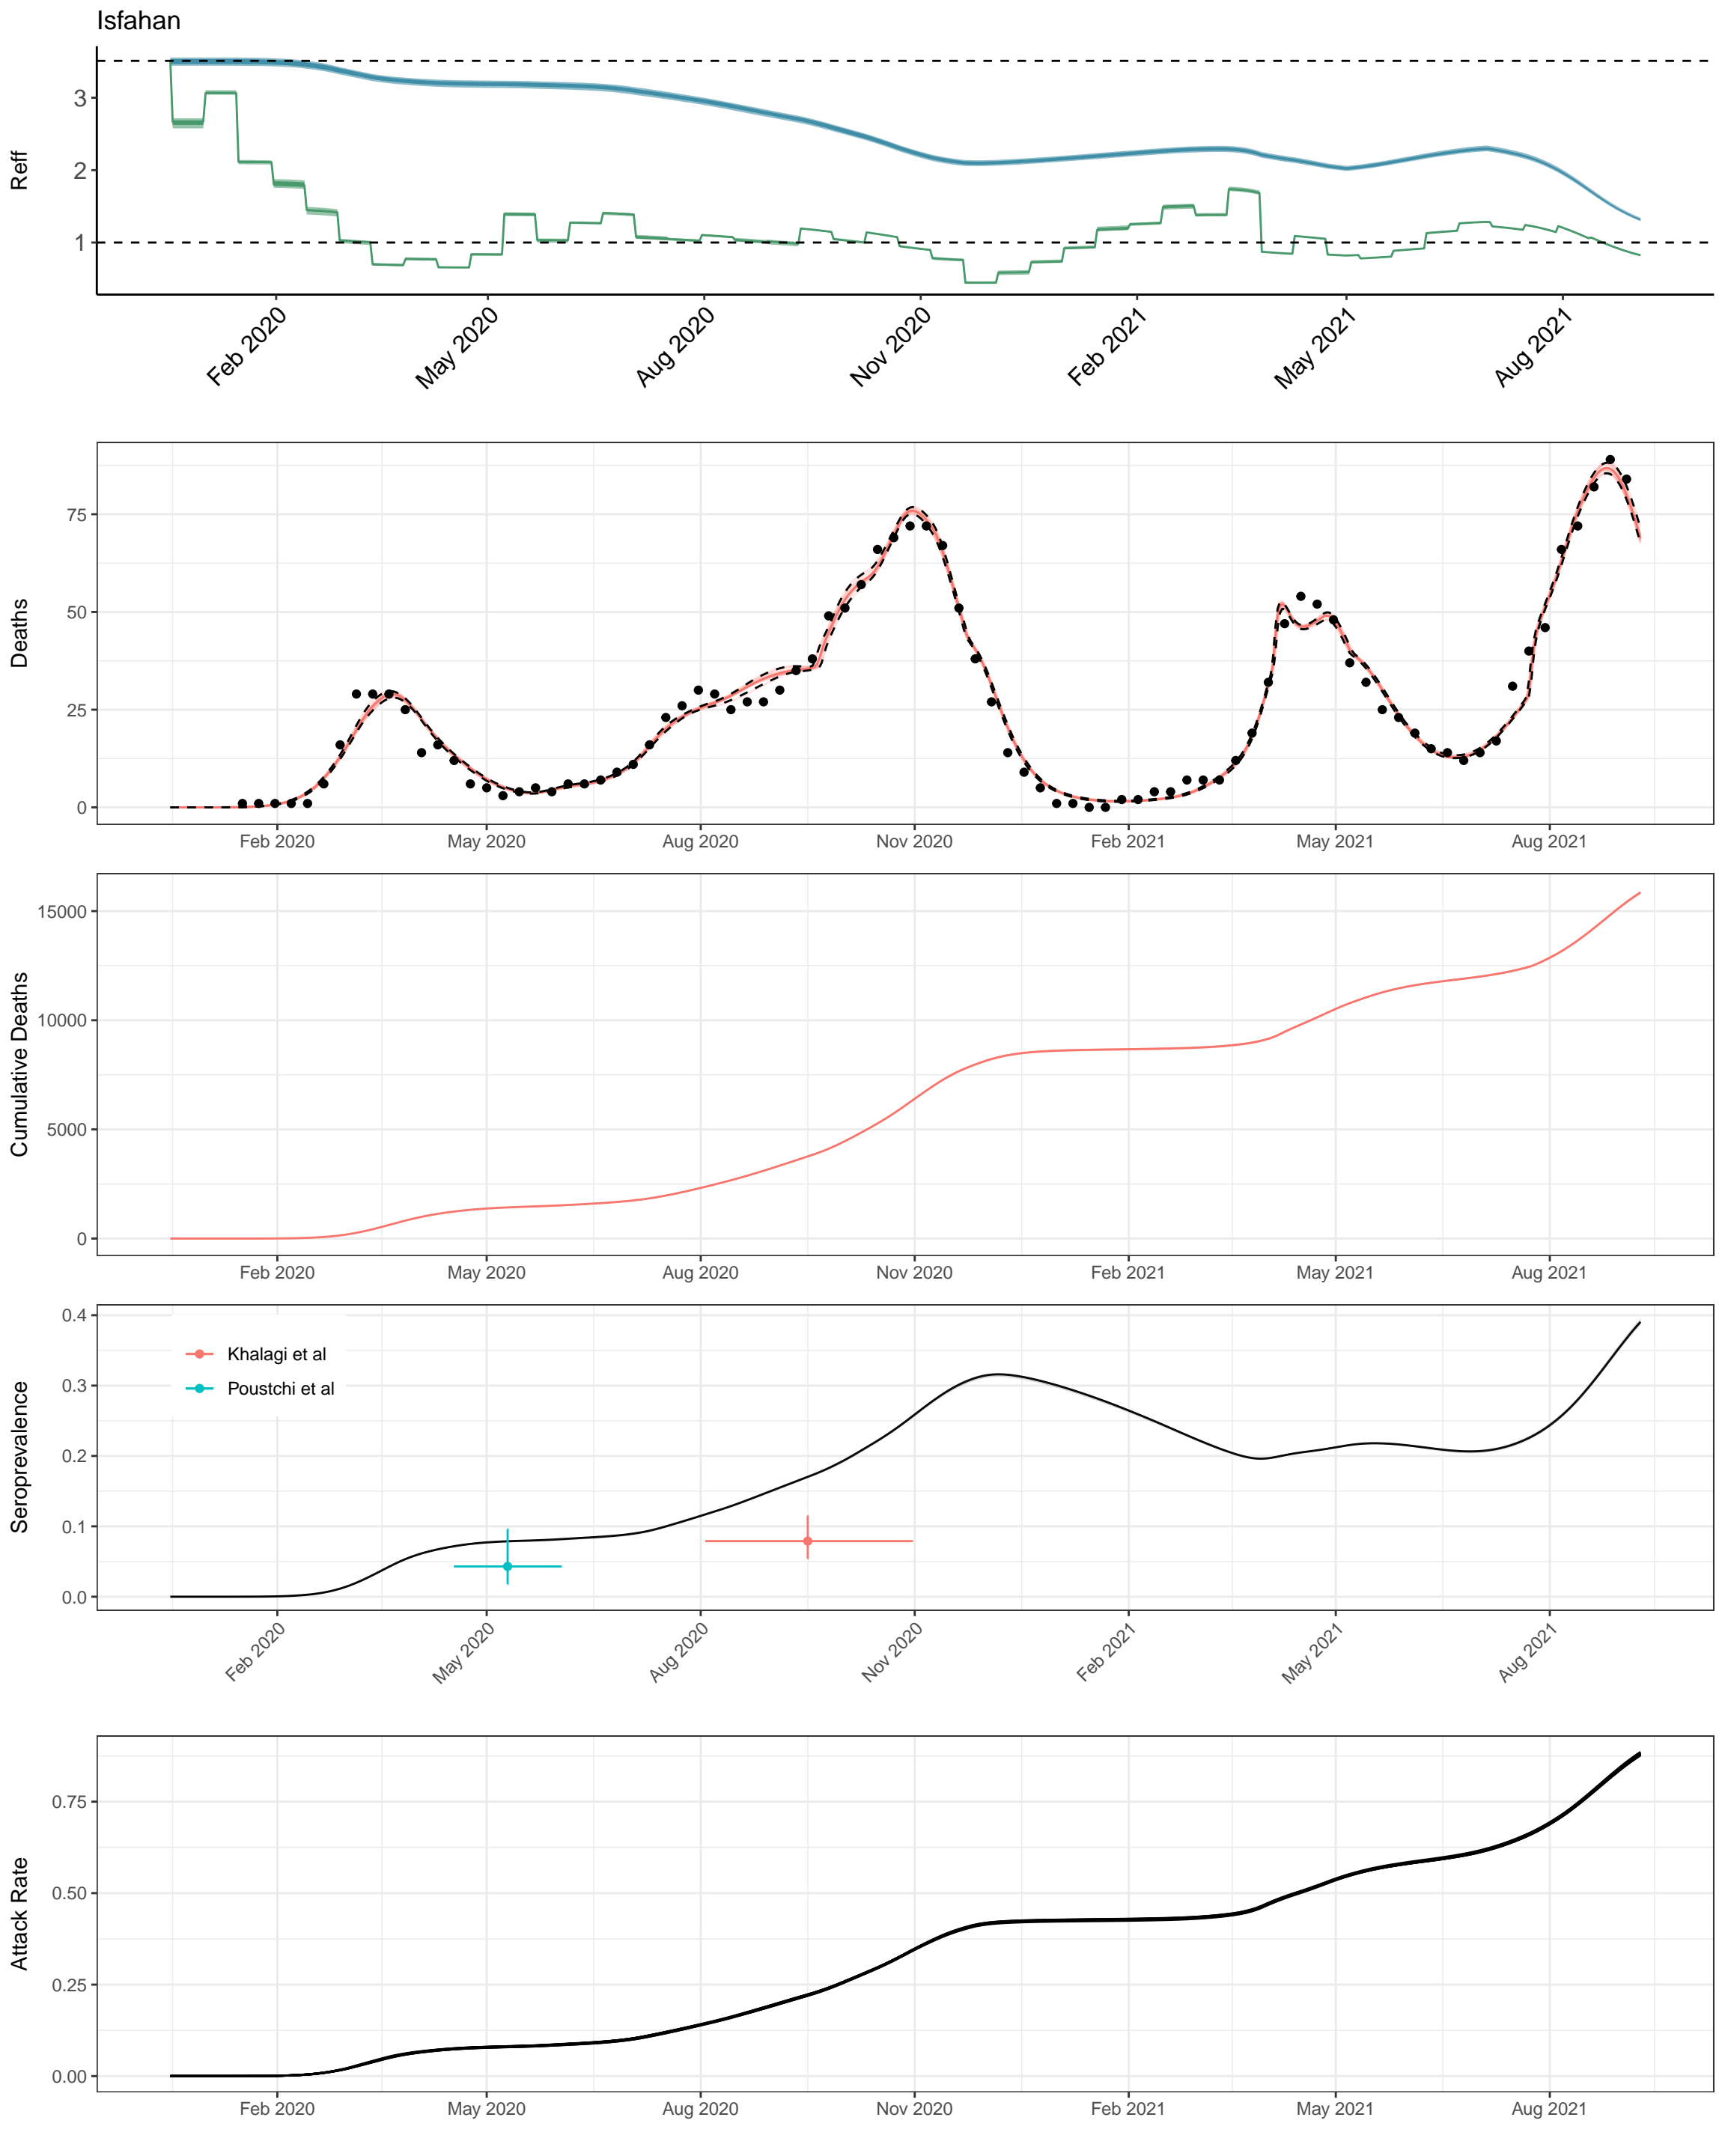 Isfahan
Reff
3
2
1
Feb 2020 May 2020 Aug 2020 Nov 2020 Feb 2021 May 2021 Aug 2021
Deaths
75
50
25
0
Feb 2020 May 2020 Aug 2020 Nov 2020 Feb 2021 May 2021 Aug 2021
Cumulative Deaths
15000
10000
5000
0
Feb 2020 May 2020 Aug 2020 Nov 2020 Feb 2021 May 2021 Aug 2021
Seroprevalence
0.4
0.3
0.2
0.1
0.0
Khalagi et al
Poustchi et al
Feb 2020 May 2020 Aug 2020 Nov 2020 Feb 2021 May 2021 Aug 2021
Attack Rate
0.75
0.50
0.25
0.00
Feb 2020 May 2020 Aug 2020 Nov 2020 Feb 2021 May 2021 Aug 2021